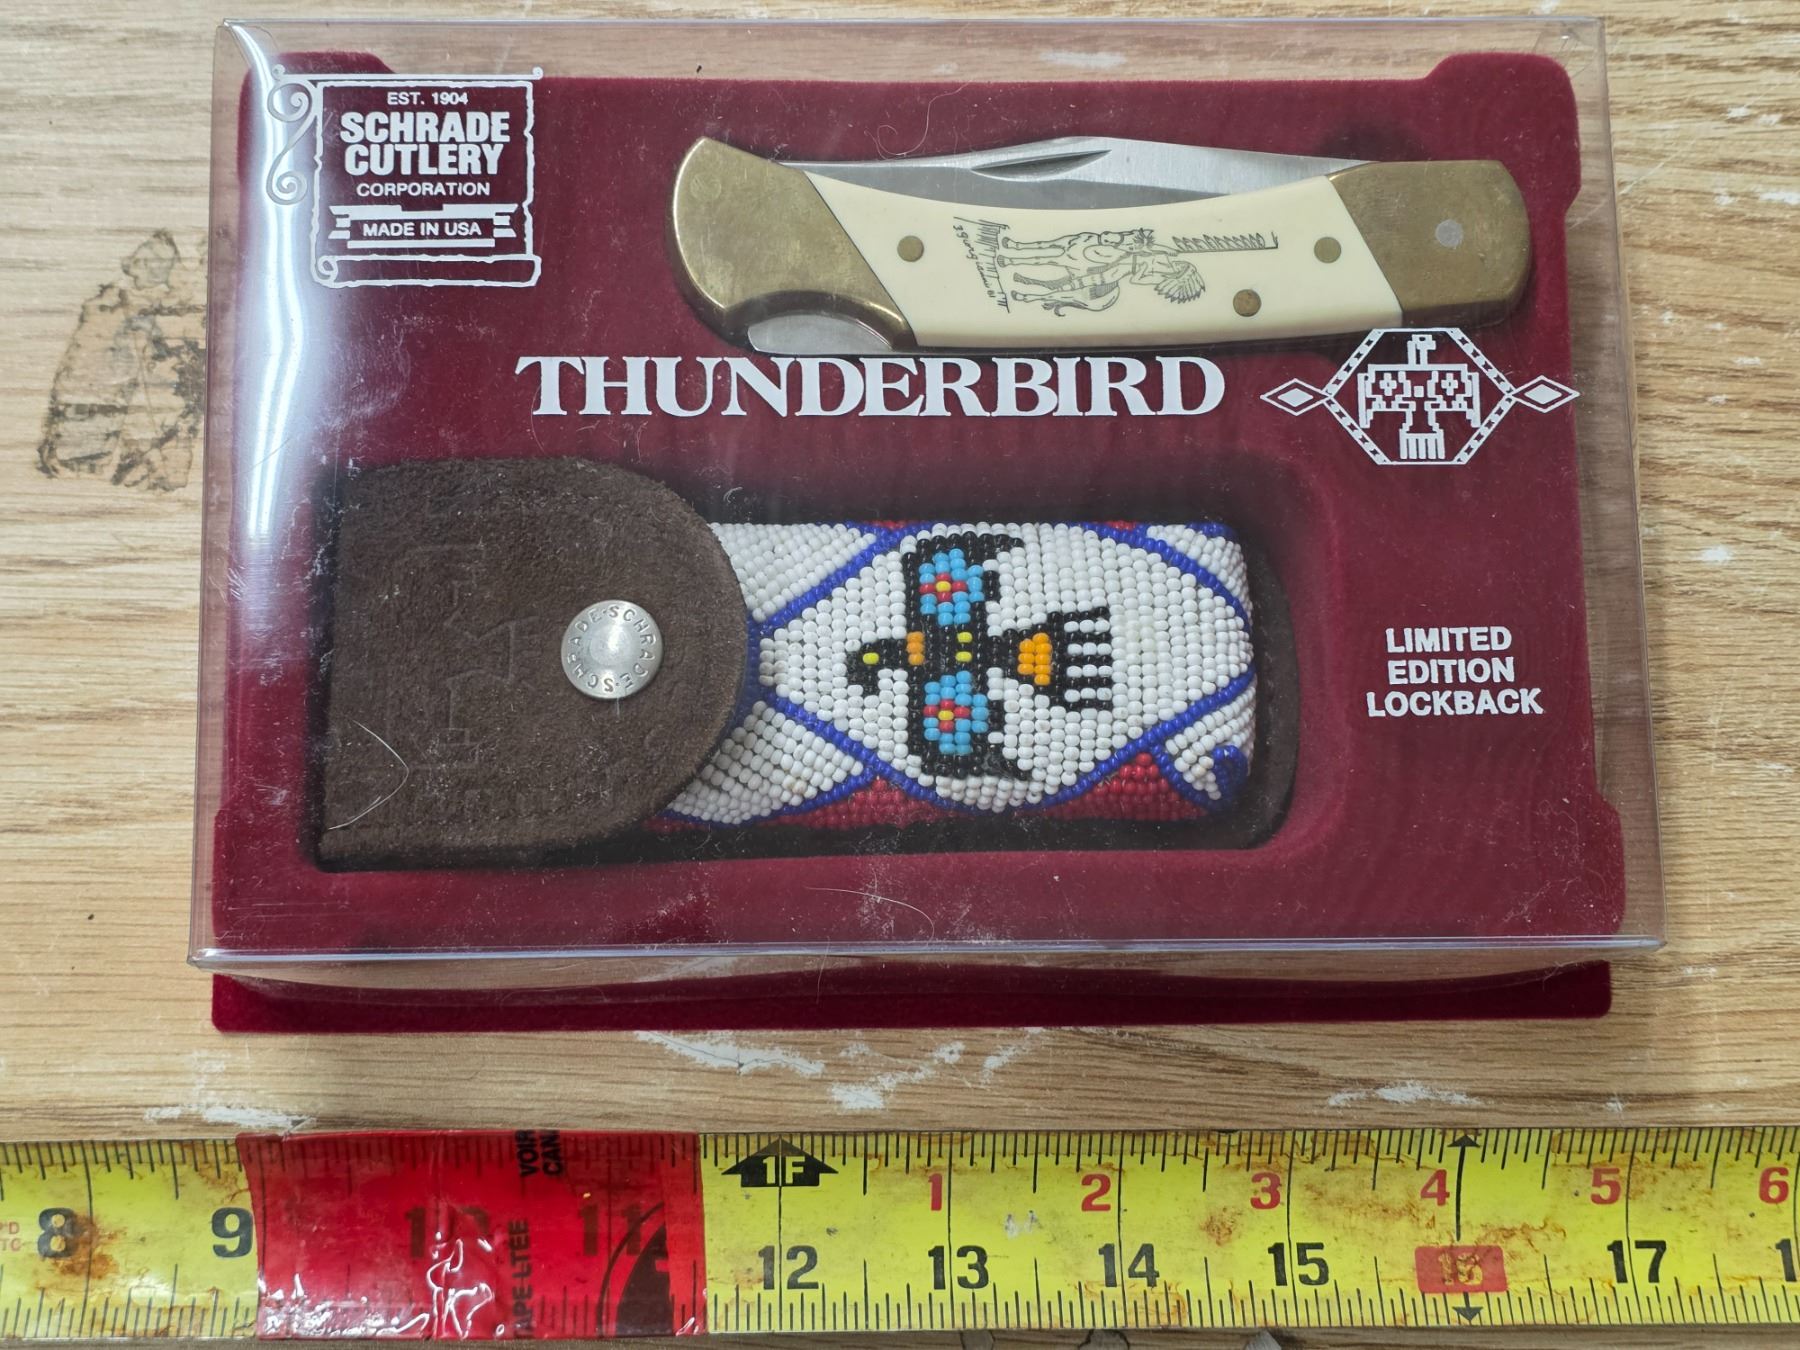 EST. 1904
SCHRADE
CUTLERY
CORPORATION
MADE IN USA
THUNDERBIRD
SCHRADE·SCHRADE·
LIMITED
EDITION
LOCKBACK
1F 1 2 3 4 5 6
8 9 10 11 12 13 14 15 16 17